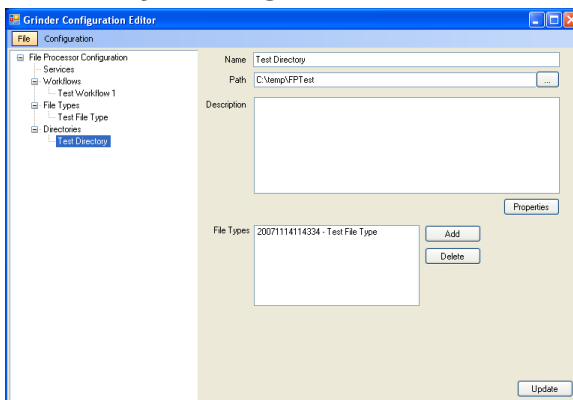 Grinder Configuration Editor
File Configuration
File Processor Configuration
Services
Workflows
Test Workflow 1
File Types
Test File Type
Directories
Test Directory
Name Test Directory
Path C:\temp\FPTest ...
Description
Properties
File Types 20071114114334 - Test File Type
Add
Delete
Update